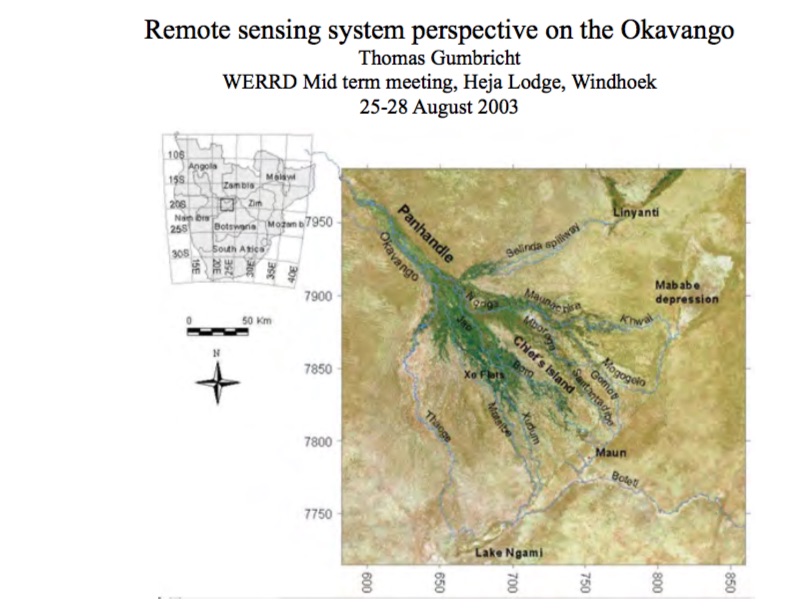 Remote sensing system perspective on the Okavango
Thomas Gumbricht
WERRD Mid term meeting, Heja Lodge, Windhoek
25-28 August 2003
10S
15S
20S
25S
30S
Angola
Malawi
Zambia
Zim
Namibia
Botswana
Mozamb
South Africa
15E
20E
25E
30E
35E
40E
0 50 Km
N
7950
7900
7850
7800
7750
600
650
700
750
800
850
Panhandle
Okavango
Linyanti
Selinda spillway
Mababe
depression
Nqoga
Maunachira
Khwai
Jao
Mboroga
Chief's Island
Mogogelo
Gomoti
Santantadibe
Xo Flats
Boro
Thaoge
Matsibe
Xudum
Maun
Boteti
Lake Ngami